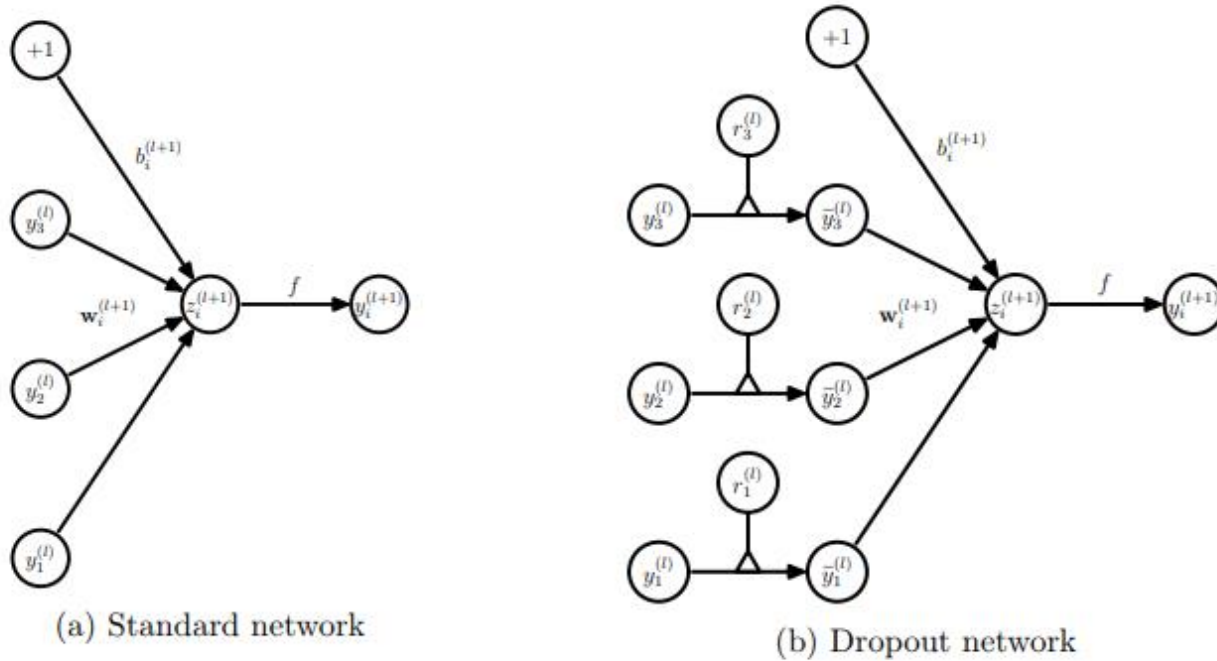 +1
b_i^{(l+1)}
y_3^{(l)}
w_i^{(l+1)}
z_i^{(l+1)}
f
y_i^{(l+1)}
y_2^{(l)}
y_1^{(l)}
(a) Standard network
+1
r_3^{(l)}
b_i^{(l+1)}
y_3^{(l)}
ỹ_3^{(l)}
r_2^{(l)}
w_i^{(l+1)}
z_i^{(l+1)}
f
y_i^{(l+1)}
y_2^{(l)}
ỹ_2^{(l)}
r_1^{(l)}
y_1^{(l)}
ỹ_1^{(l)}
(b) Dropout network